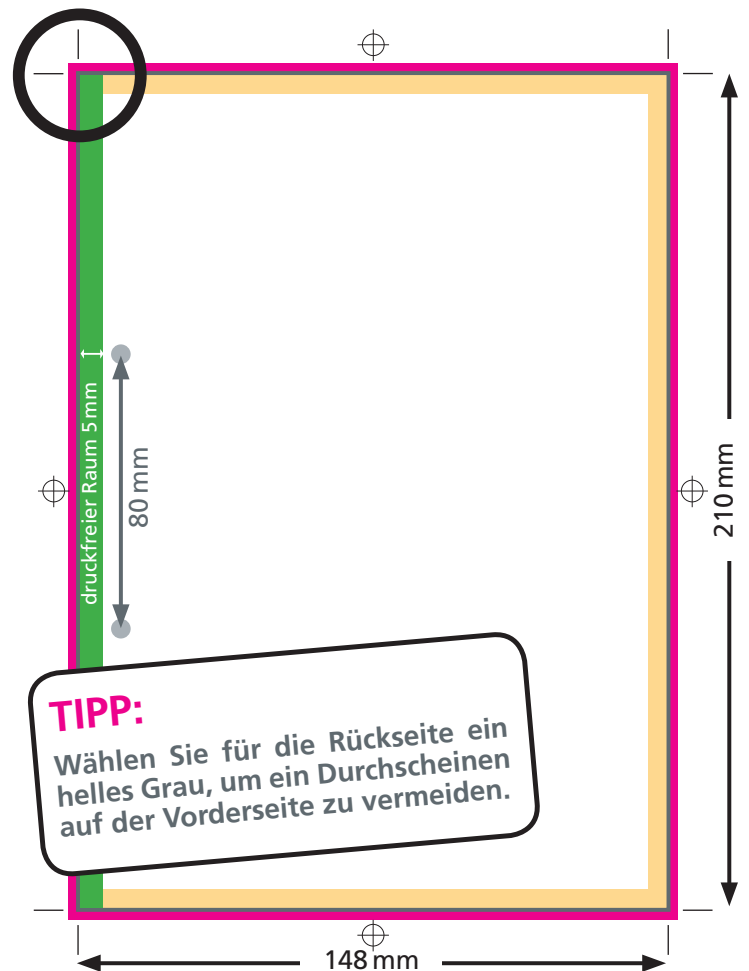 druckfreier Raum 5 mm
80 mm
210 mm
TIPP:
Wählen Sie für die Rückseite ein
helles Grau, um ein Durchscheinen
auf der Vorderseite zu vermeiden.
148 mm